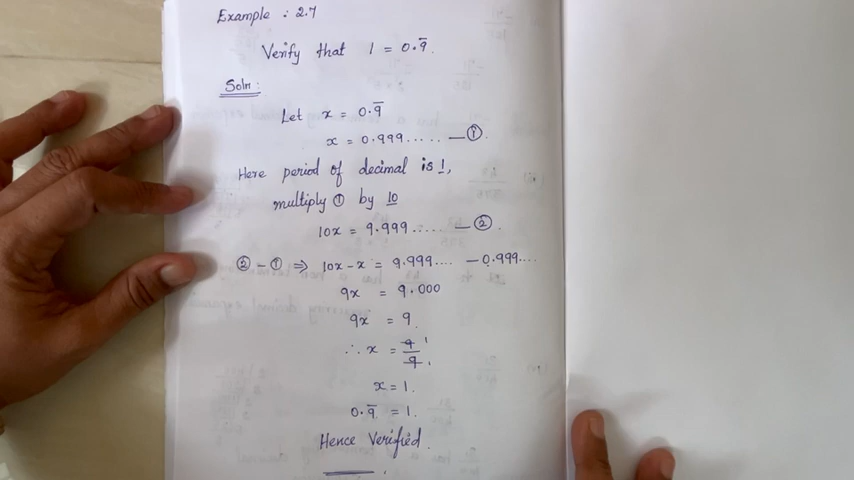 Example : 2.7
Verify that 1 = 0.9̅.
Soln :
Let x = 0.9̅
x = 0.999..... —①
Here period of decimal is 1,
multiply ① by 10
10x = 9.999..... —②
② - ① ⇒ 10x - x = 9.999.... - 0.999....
9x = 9.000
9x = 9.
∴ x = 9/9 1 1
x = 1.
0.9̅ = 1.
Hence Verified.